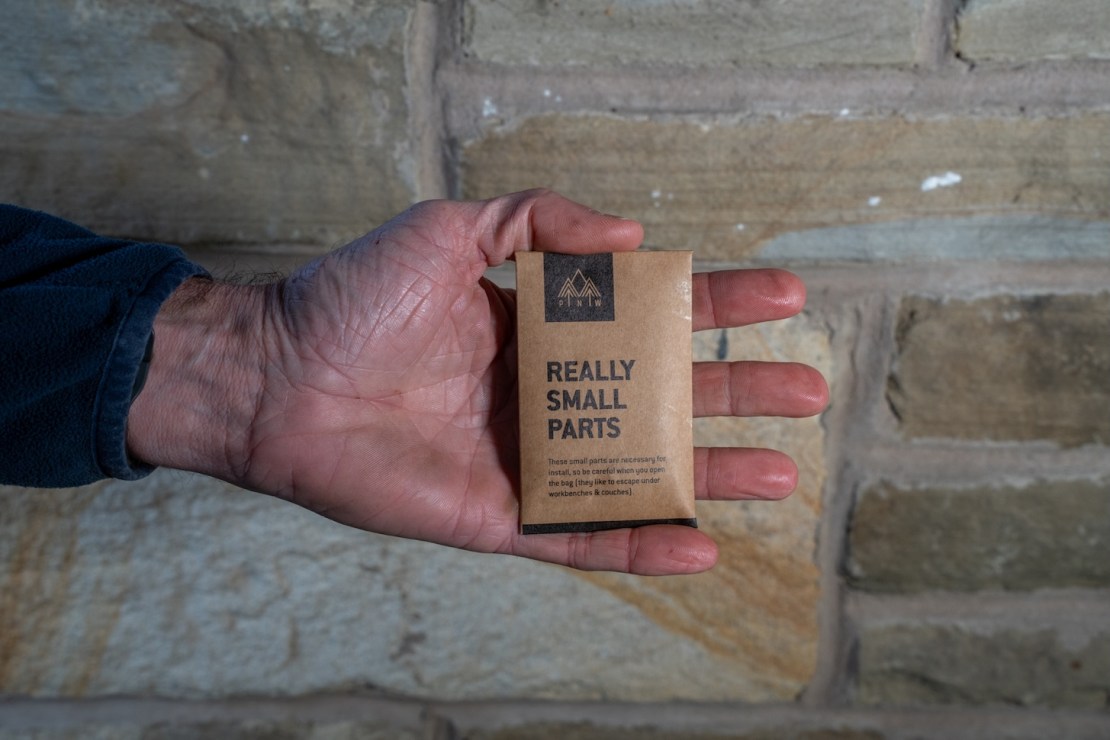 PNW
REALLY
SMALL
PARTS
These small parts are necessary for
install, so be careful when you open
the bag (they like to escape under
workbenches & couches)